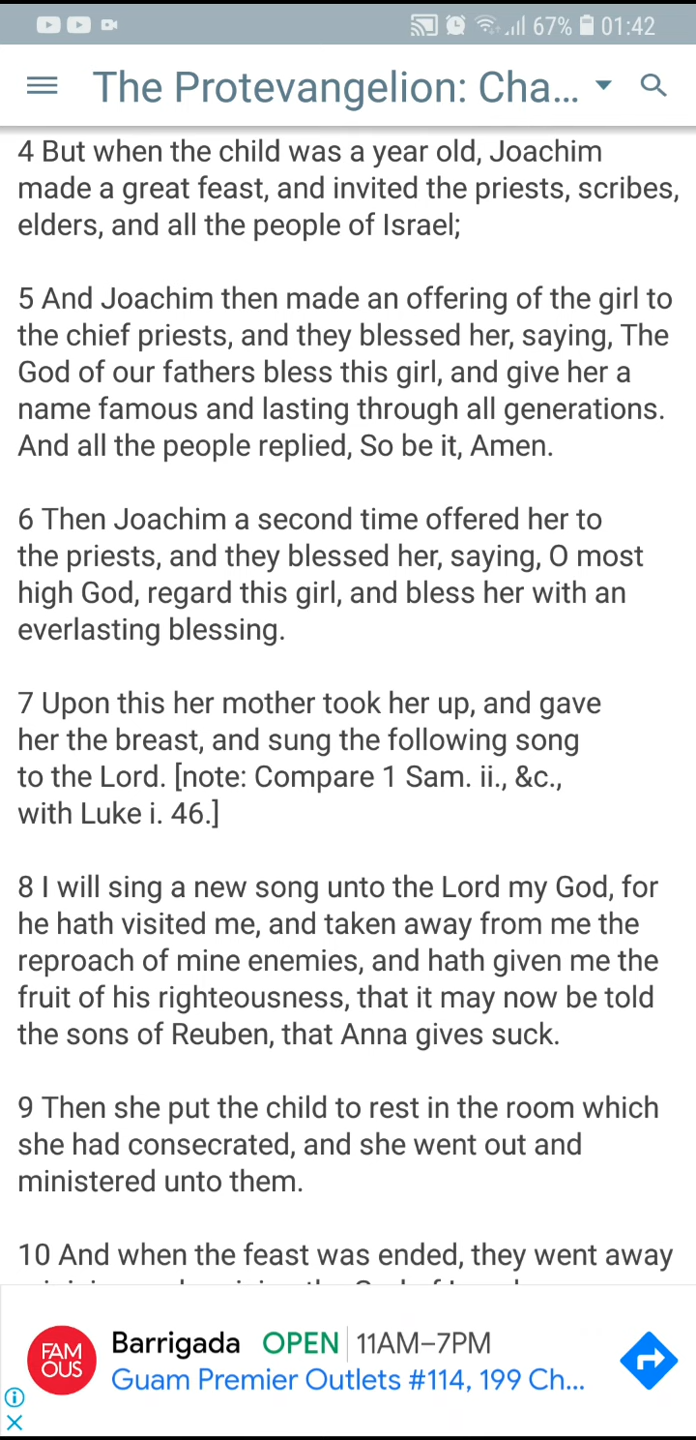 67% 01:42
The Protevangelion: Cha...
4 But when the child was a year old, Joachim
made a great feast, and invited the priests, scribes,
elders, and all the people of Israel;
5 And Joachim then made an offering of the girl to
the chief priests, and they blessed her, saying, The
God of our fathers bless this girl, and give her a
name famous and lasting through all generations.
And all the people replied, So be it, Amen.
6 Then Joachim a second time offered her to
the priests, and they blessed her, saying, O most
high God, regard this girl, and bless her with an
everlasting blessing.
7 Upon this her mother took her up, and gave
her the breast, and sung the following song
to the Lord. [note: Compare 1 Sam. ii., &c.,
with Luke i. 46.]
8 I will sing a new song unto the Lord my God, for
he hath visited me, and taken away from me the
reproach of mine enemies, and hath given me the
fruit of his righteousness, that it may now be told
the sons of Reuben, that Anna gives suck.
9 Then she put the child to rest in the room which
she had consecrated, and she went out and
ministered unto them.
10 And when the feast was ended, they went away
FAM
OUS
Barrigada OPEN 11AM–7PM
Guam Premier Outlets #114, 199 Ch...